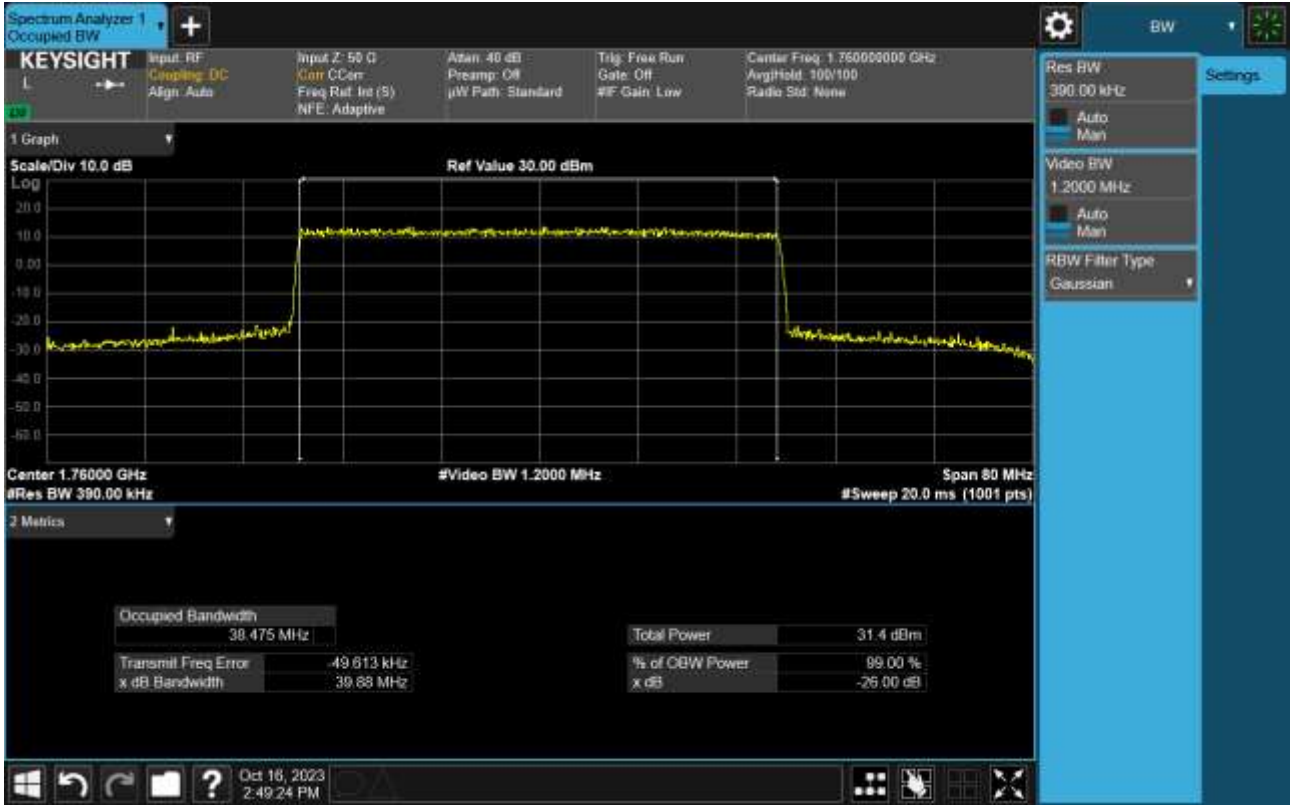 Spectrum Analyzer 1
Occupied BW
BW
KEYSIGHT
L
Input: RF
Coupling: DC
Align: Auto
Input Z: 50 Ω
Corr CCorr
Freq Ref: Int (S)
NFE: Adaptive
Atten: 40 dB
Preamp: Off
µW Path: Standard
Trig: Free Run
Gate: Off
#IF Gain: Low
Center Freq: 1.760000000 GHz
Avg|Hold: 100/100
Radio Std: None
1 Graph
Scale/Div 10.0 dB
Ref Value 30.00 dBm
Log
20.0
10.0
0.00
-10.0
-20.0
-30.0
-40.0
-50.0
-60.0
Center 1.76000 GHz
#Video BW 1.2000 MHz
Span 80 MHz
#Res BW 390.00 kHz
#Sweep 20.0 ms (1001 pts)
2 Metrics
Occupied Bandwidth
38.475 MHz
Total Power 31.4 dBm
Transmit Freq Error -49.613 kHz
% of OBW Power 99.00 %
x dB Bandwidth 39.88 MHz
x dB -26.00 dB
Res BW
390.00 kHz
Auto
Man
Video BW
1.2000 MHz
Auto
Man
RBW Filter Type
Gaussian
Settings
?
Oct 16, 2023
2:49:24 PM